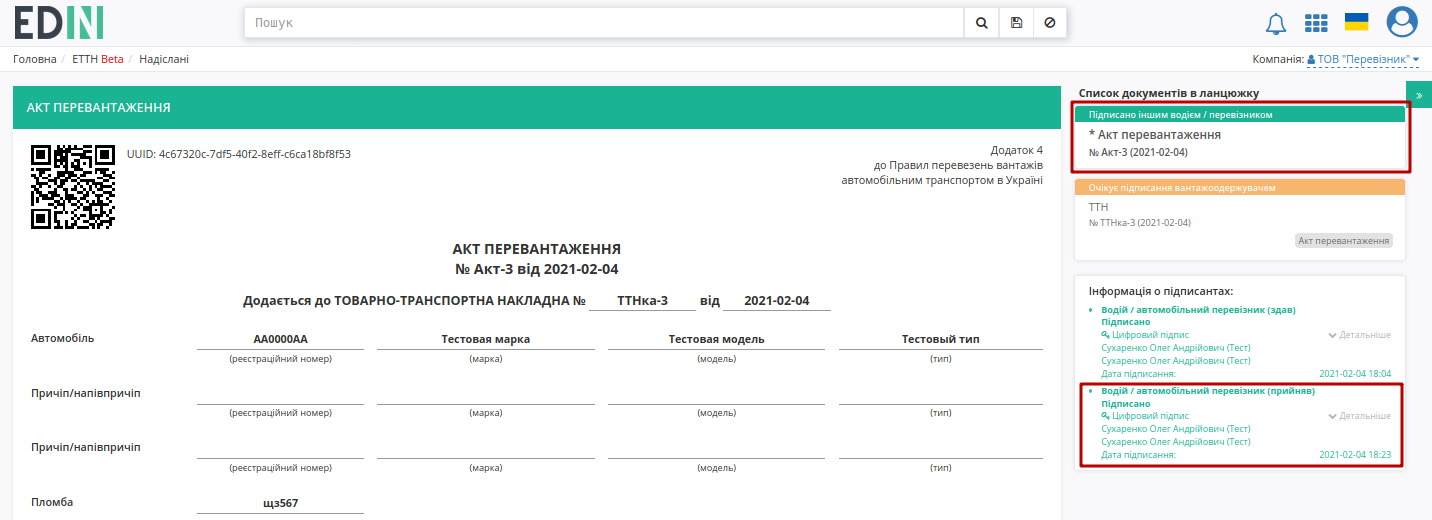 EDIN
Пошук
Головна / ЕТТН Beta / Надіслані
Компанія: ТОВ "Перевізник"
АКТ ПЕРЕВАНТАЖЕННЯ
UUID: 4c67320c-7df5-40f2-8eff-c6ca18bf8f53
Додаток 4
до Правил перевезень вантажів
автомобільним транспортом в Україні
АКТ ПЕРЕВАНТАЖЕННЯ
№ Акт-3 від 2021-02-04
Додається до ТОВАРНО-ТРАНСПОРТНА НАКЛАДНА № ТТНка-3 від 2021-02-04
Автомобіль АА0000АА Тестовая марка Тестовая модель Тестовый тип
(реєстраційний номер) (марка) (модель) (тип)
Причіп/напівпричіп
(реєстраційний номер) (марка) (модель) (тип)
Причіп/напівпричіп
(реєстраційний номер) (марка) (модель) (тип)
Пломба щз567
»
Список документів в ланцюжку
Підписано іншим водієм / перевізником
* Акт перевантаження
№ Акт-3 (2021-02-04)
Очікує підписання вантажоодержувачем
ТТН
№ ТТНка-3 (2021-02-04)
Акт перевантаження
Інформація о підписантах:
• Водій / автомобільний перевізник (здав)
Підписано
Цифровий підпис Детальніше
Сухаренко Олег Андрійович (Тест)
Сухаренко Олег Андрійович (Тест)
Дата підписання: 2021-02-04 18:04
• Водій / автомобільний перевізник (прийняв)
Підписано
Цифровий підпис Детальніше
Сухаренко Олег Андрійович (Тест)
Сухаренко Олег Андрійович (Тест)
Дата підписання: 2021-02-04 18:23